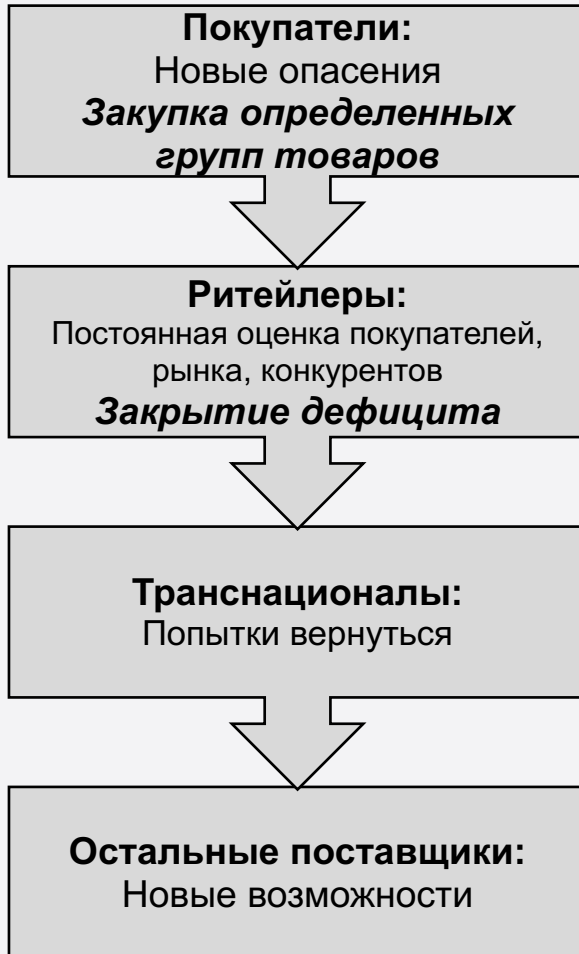 Покупатели:
Новые опасения
Закупка определенных
групп товаров
Ритейлеры:
Постоянная оценка покупателей,
рынка, конкурентов
Закрытие дефицита
Транснационалы:
Попытки вернуться
Остальные поставщики:
Новые возможности